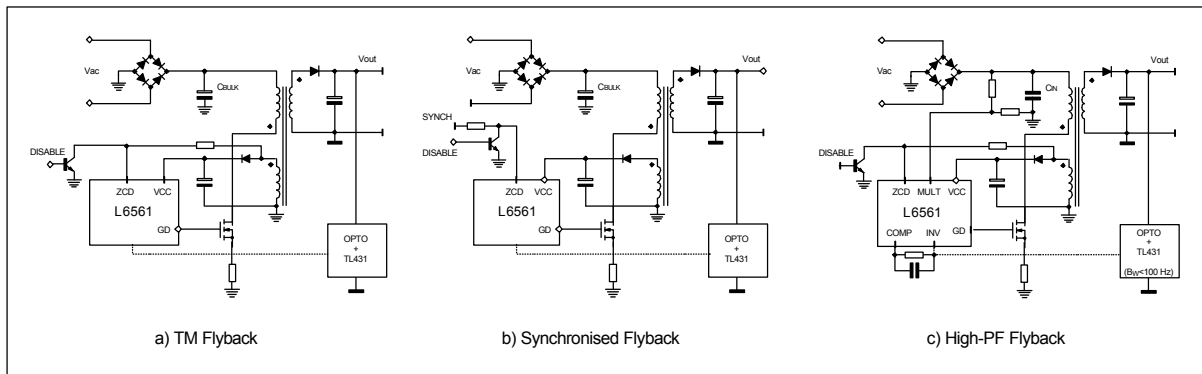 Vout
Vac
CBULK
DISABLE
ZCD VCC
L6561
GD
OPTO
+
TL431
a) TM Flyback
Vout
Vac
CBULK
SYNCH
DISABLE
ZCD VCC
L6561
GD
OPTO
+
TL431
b) Synchronised Flyback
Vout
Vac
CIN
DISABLE
ZCD MULT VCC
L6561
COMP INV GD
OPTO
+
TL431
(BW<100 Hz)
c) High-PF Flyback